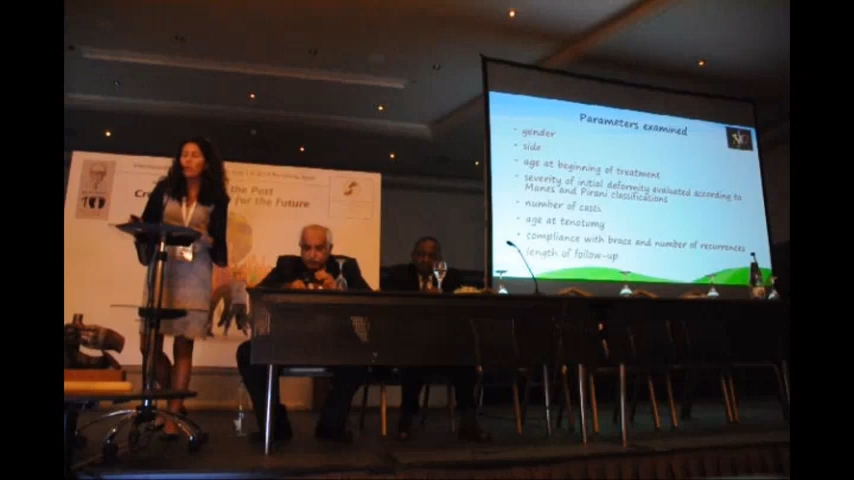 Parameters examined
• gender
• side
• age at beginning of treatment
• severity of initial deformity evaluated according to
Manes and Pirani classifications
• number of casts
• age at tenotomy
• compliance with brace and number of recurrences
• length of follow-up
the Past
for the Future
100